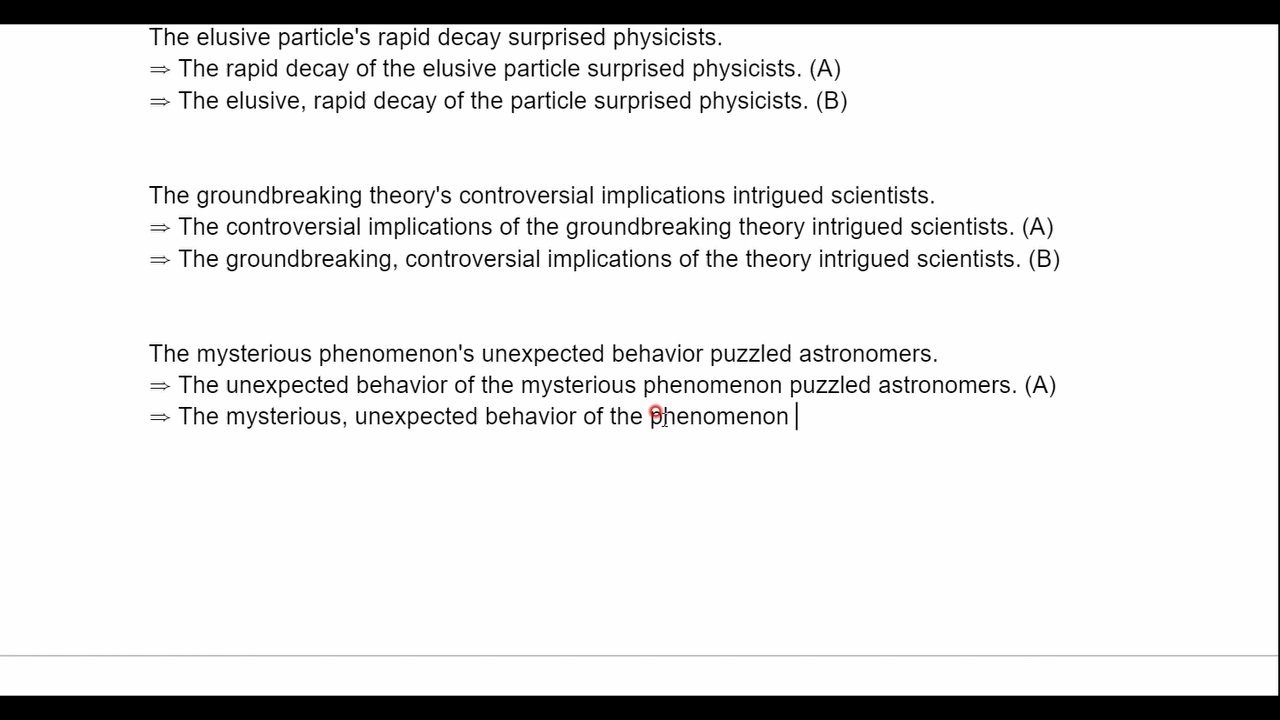 The elusive particle's rapid decay surprised physicists.
⇒ The rapid decay of the elusive particle surprised physicists. (A)
⇒ The elusive, rapid decay of the particle surprised physicists. (B)
The groundbreaking theory's controversial implications intrigued scientists.
⇒ The controversial implications of the groundbreaking theory intrigued scientists. (A)
⇒ The groundbreaking, controversial implications of the theory intrigued scientists. (B)
The mysterious phenomenon's unexpected behavior puzzled astronomers.
⇒ The unexpected behavior of the mysterious phenomenon puzzled astronomers. (A)
⇒ The mysterious, unexpected behavior of the phenomenon